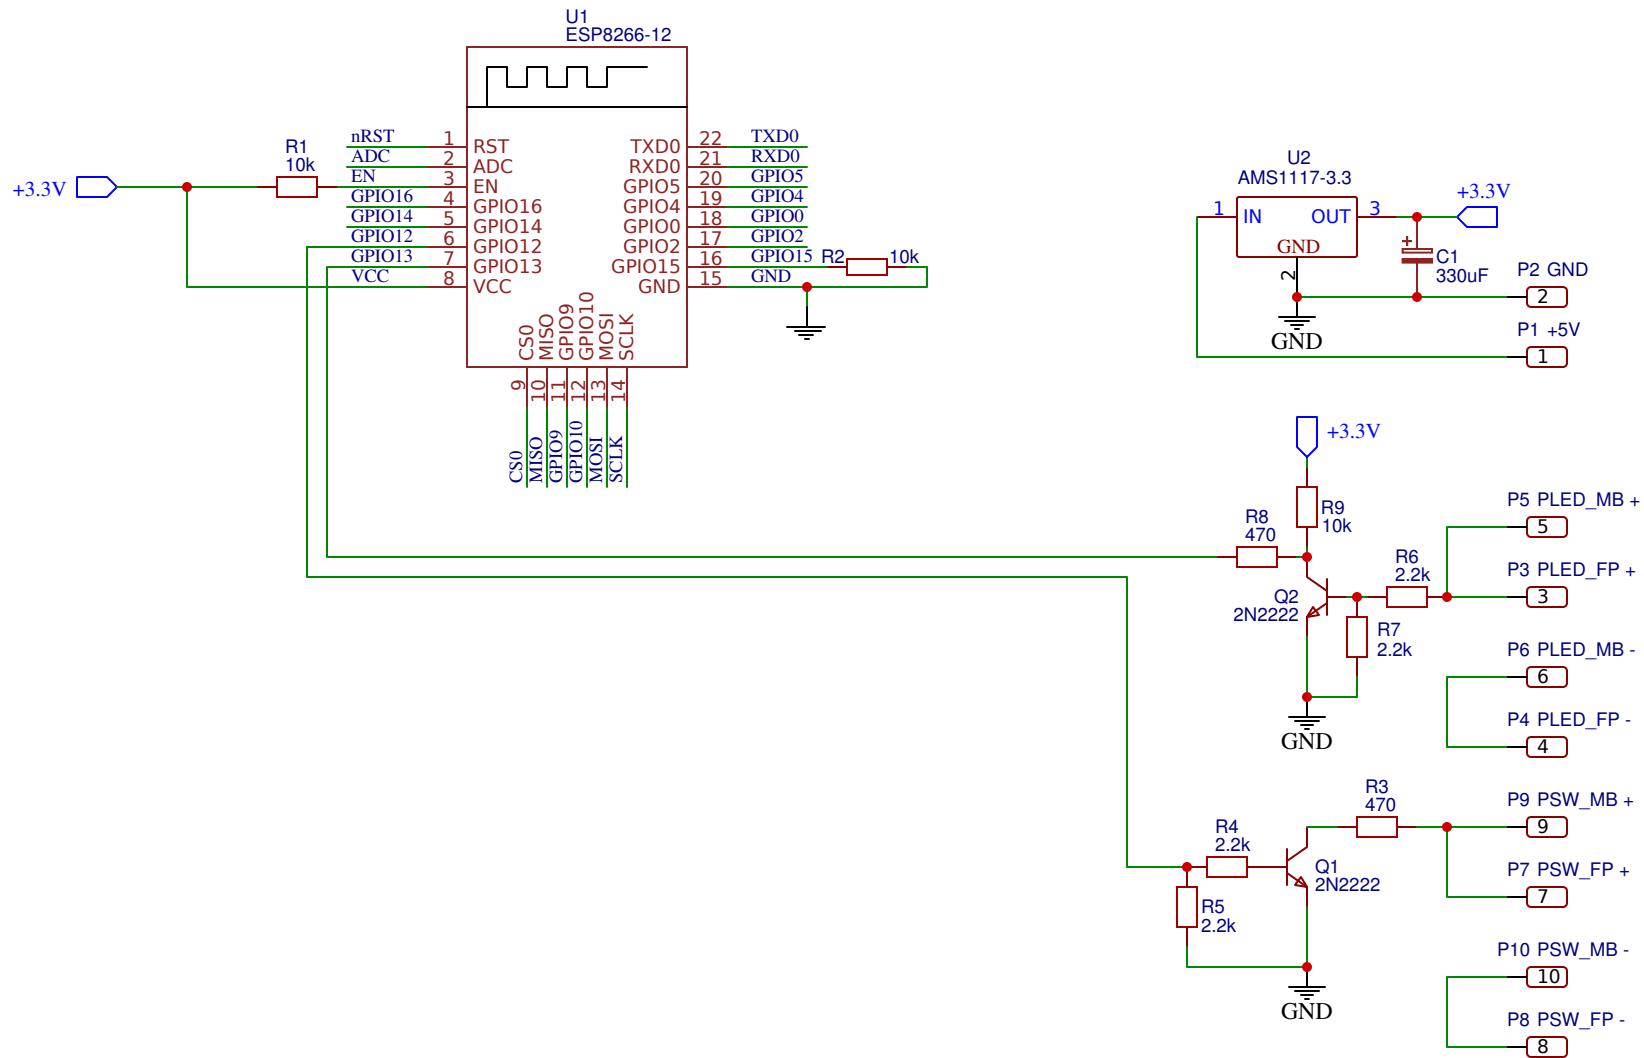 U1
ESP8266-12
+3.3V
R1
10k
nRST
ADC
EN
GPIO16
GPIO14
GPIO12
GPIO13
VCC
1
2
3
4
5
6
7
8
RST
ADC
EN
GPIO16
GPIO14
GPIO12
GPIO13
VCC
TXD0
RXD0
GPIO5
GPIO4
GPIO0
GPIO2
GPIO15
GND
22
21
20
19
18
17
16
15
TXD0
RXD0
GPIO5
GPIO4
GPIO0
GPIO2
GPIO15
GND
R2 10k
CS0
MISO
GPIO9
GPIO10
MOSI
SCLK
9
10
11
12
13
14
CS0
MISO
GPIO9
GPIO10
MOSI
SCLK
U2
AMS1117-3.3
1 IN OUT 3
GND
2
GND
+3.3V
+
C1
330uF
P2 GND
2
P1 +5V
1
+3.3V
R9
10k
R8
470
Q2
2N2222
R6
2.2k
R7
2.2k
GND
P5 PLED_MB +
5
P3 PLED_FP +
3
P6 PLED_MB -
6
P4 PLED_FP -
4
R3
470
R4
2.2k
Q1
2N2222
R5
2.2k
GND
P9 PSW_MB +
9
P7 PSW_FP +
7
P10 PSW_MB -
10
P8 PSW_FP -
8